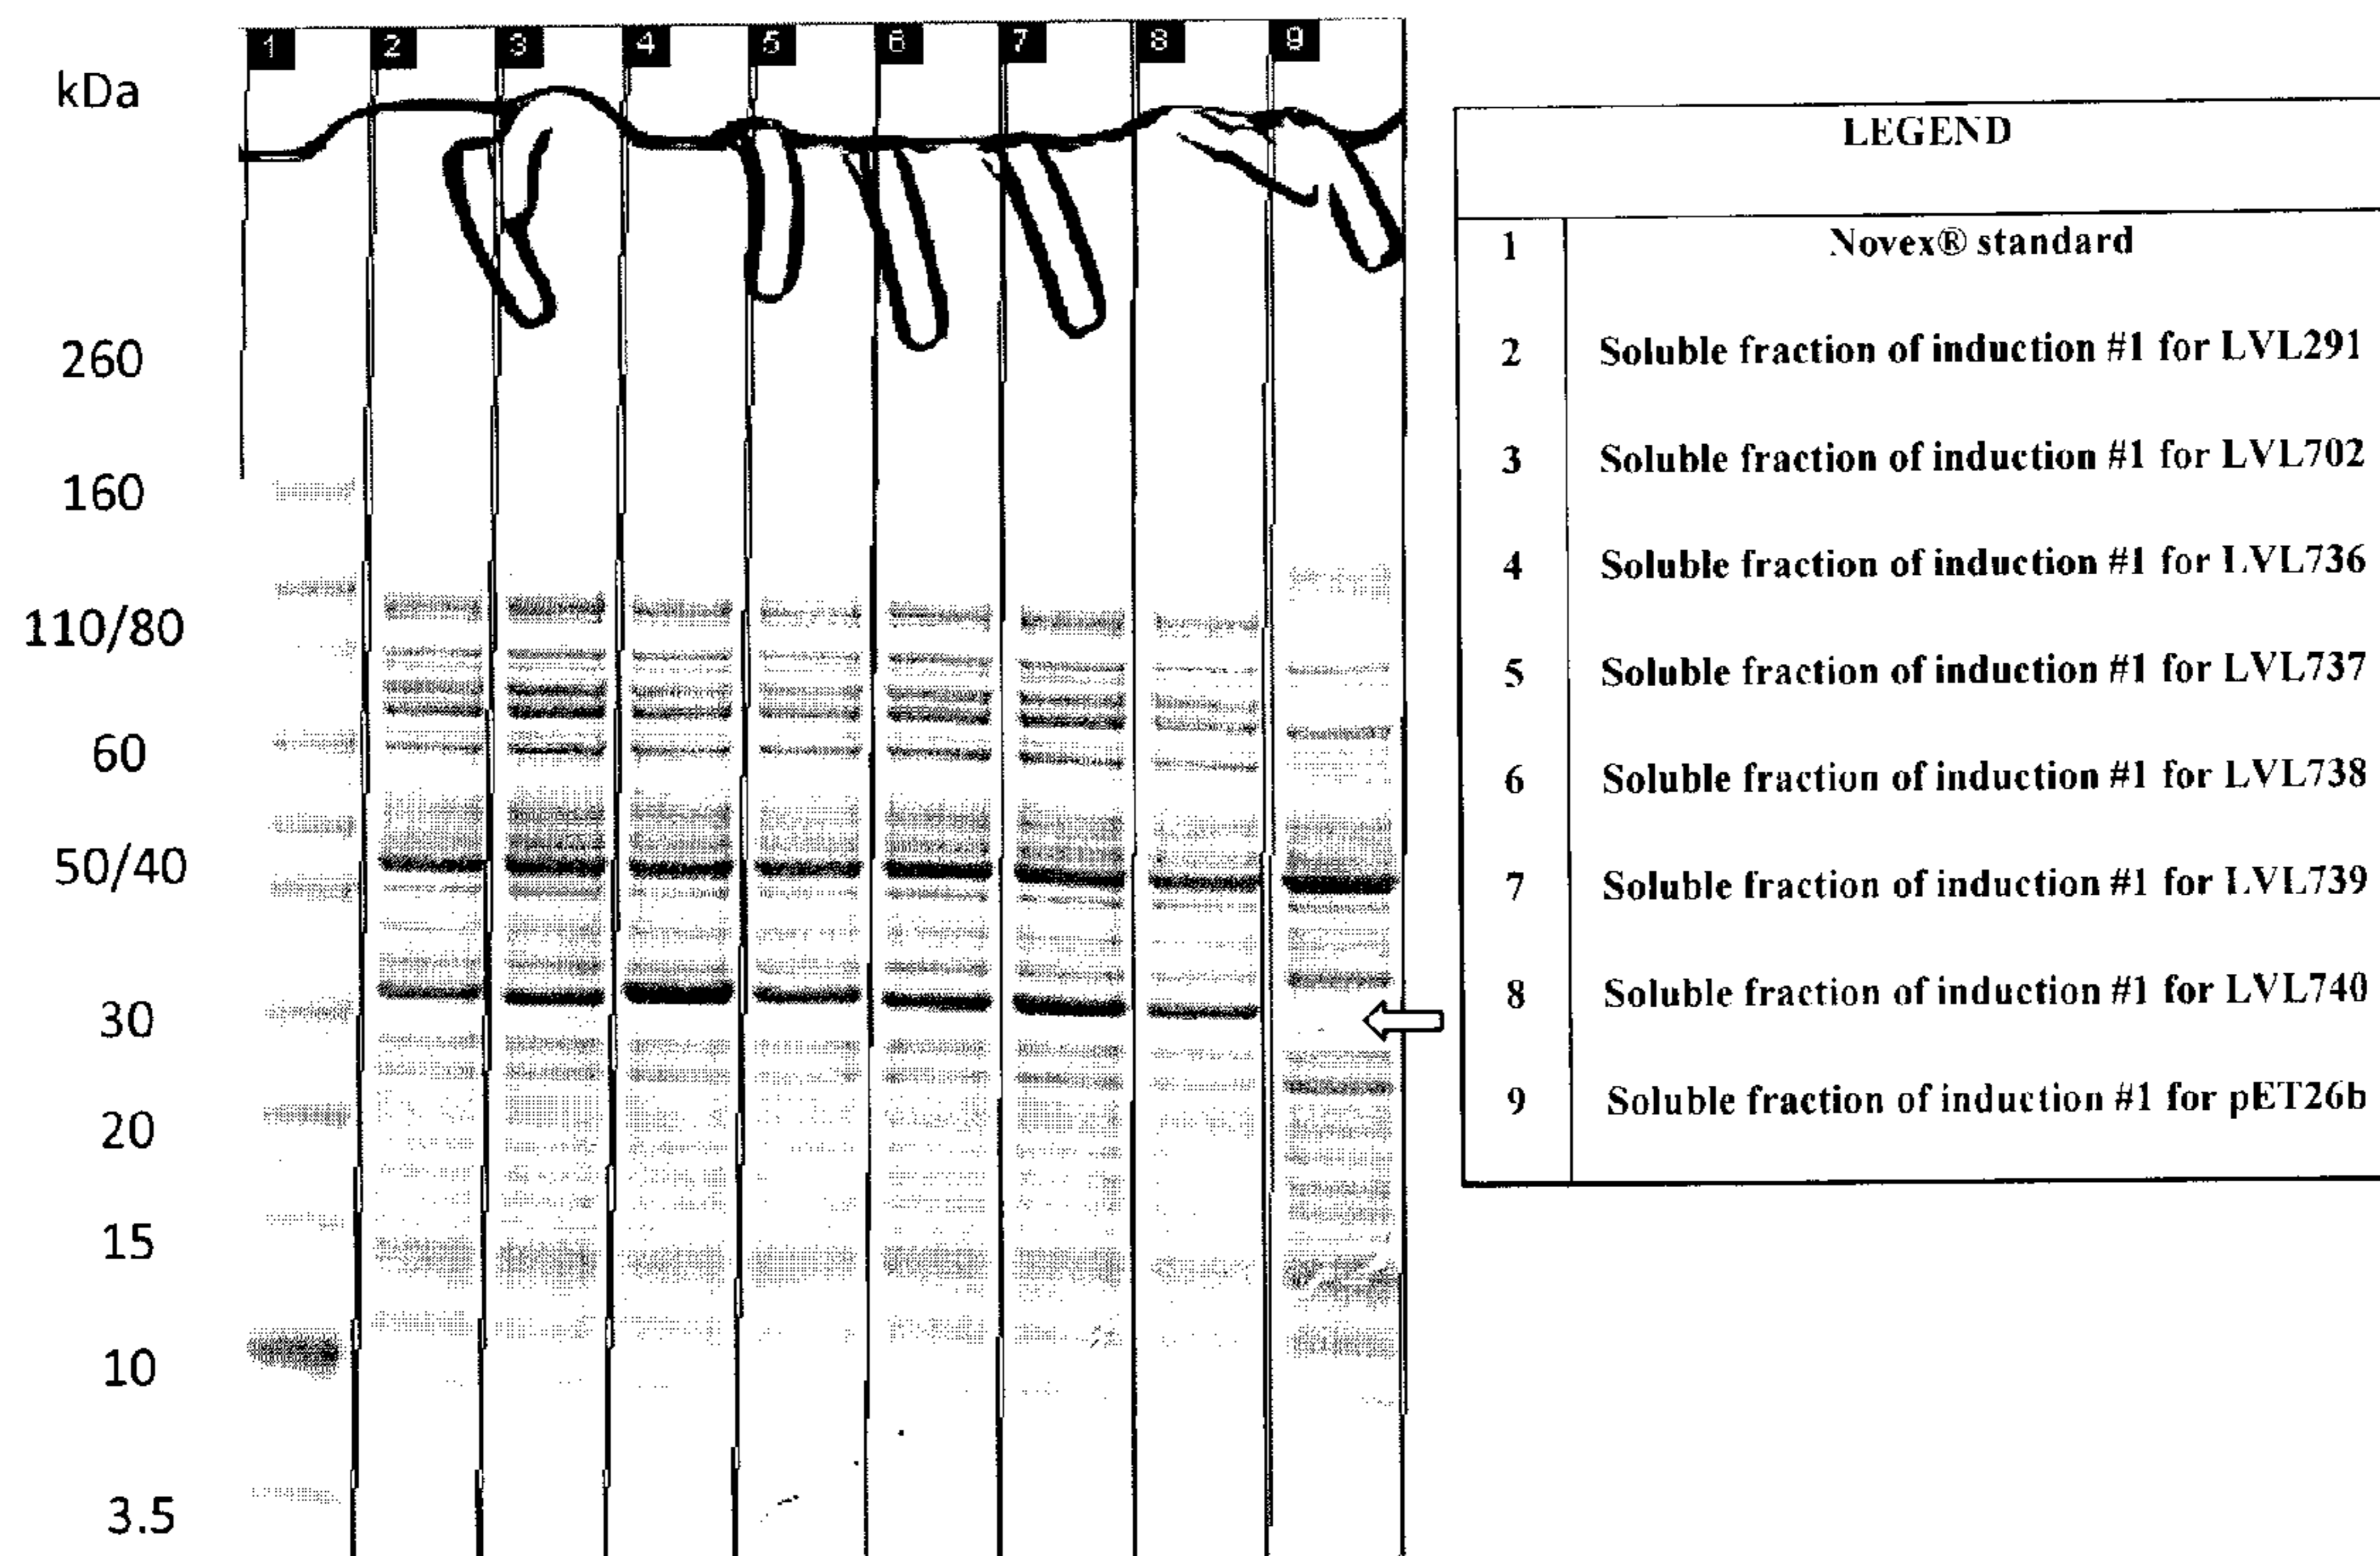 1 2 3 4 5 6 7 8 9
kDa
260
160
110/80
60
50/40
30
20
15
10
3.5
LEGEND
1 Novex® standard
2 Soluble fraction of induction #1 for LVL291
3 Soluble fraction of induction #1 for LVL702
4 Soluble fraction of induction #1 for LVL736
5 Soluble fraction of induction #1 for LVL737
6 Soluble fraction of induction #1 for LVL738
7 Soluble fraction of induction #1 for LVL739
8 Soluble fraction of induction #1 for LVL740
9 Soluble fraction of induction #1 for pET26b